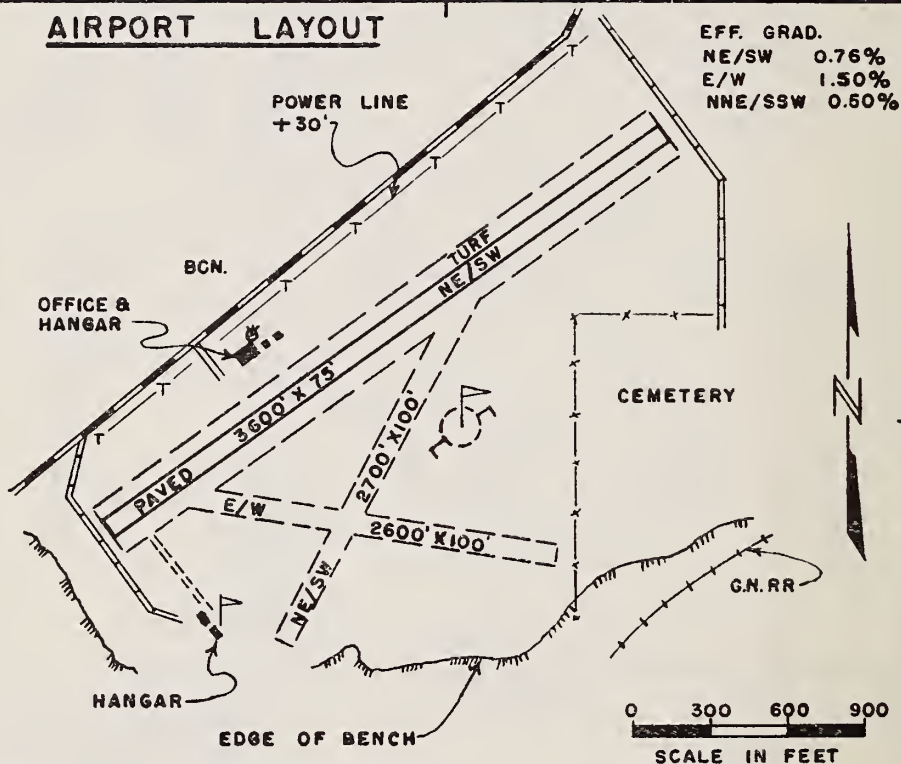 AIRPORT LAYOUT
EFF. GRAD.
NE/SW 0.76%
E/W 1.50%
NNE/SSW 0.50%
POWER LINE
+30'
T
T
T
T
T
T
T
T
BCN.
OFFICE &
HANGAR
TURF
NE/SW
PAVED 3600' X 75'
CEMETERY
N
2700' X 100'
E/W
2600' X 100'
NE/SW
G.N. RR
HANGAR
EDGE OF BENCH
0 300 600 900
SCALE IN FEET